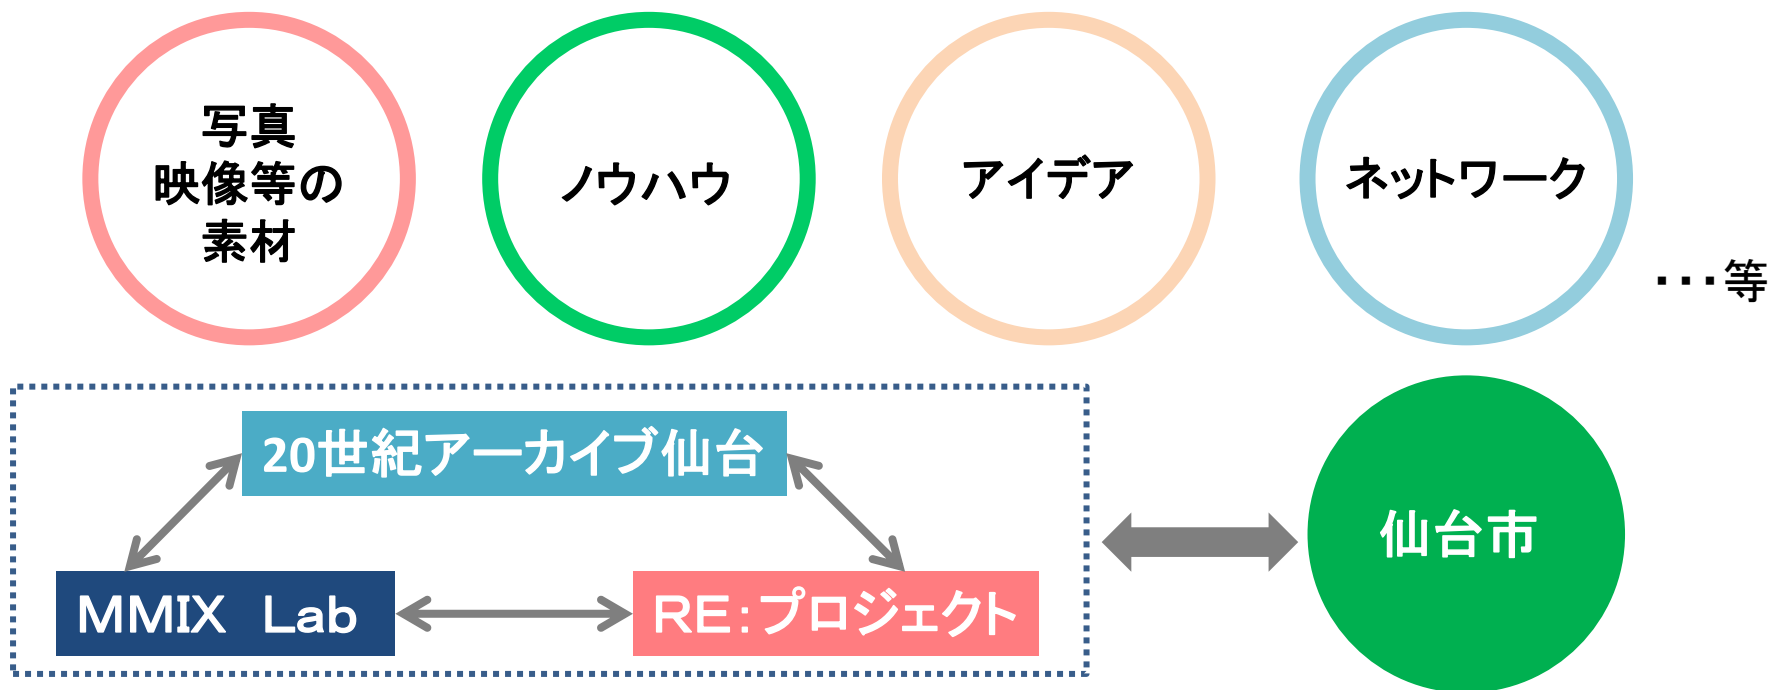 写真
映像等の
素材
ノウハウ
アイデア
ネットワーク
・・・等
20世紀アーカイブ仙台
仙台市
ＭＭＩＸ　Ｌａｂ
ＲＥ：プロジェクト